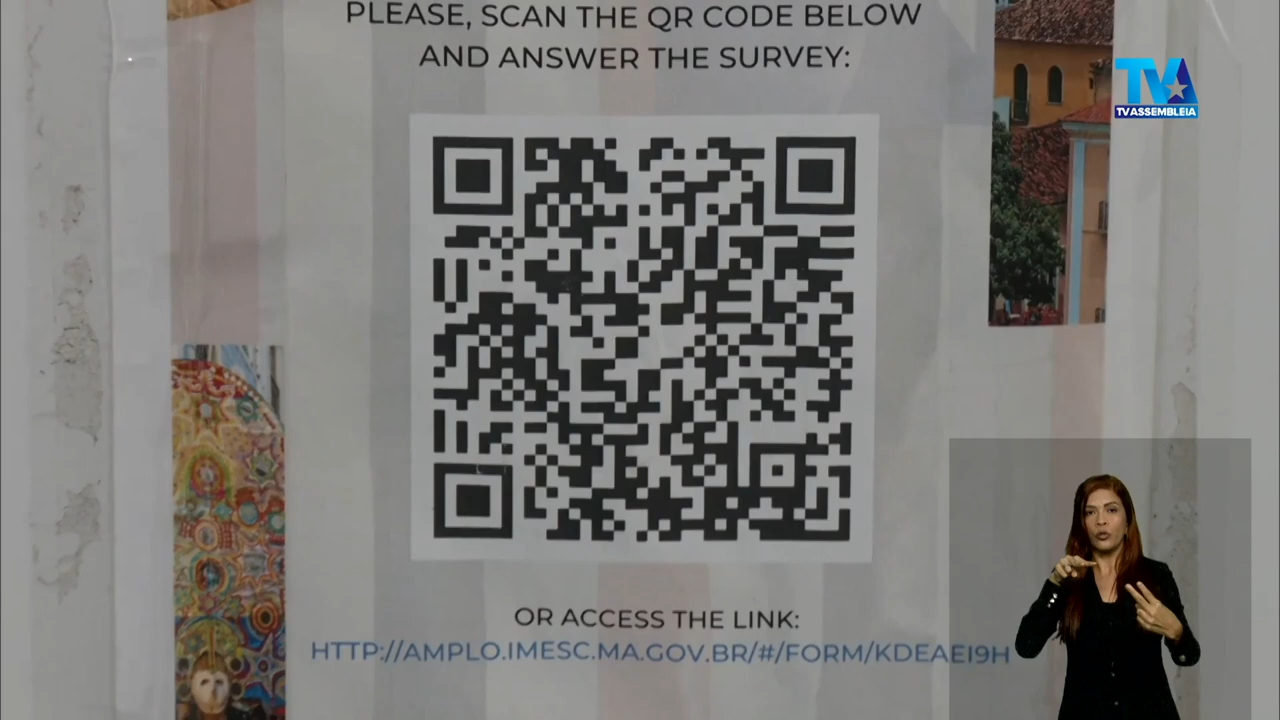 PLEASE, SCAN THE QR CODE BELOW
AND ANSWER THE SURVEY:
TVA
TV ASSEMBLEIA
OR ACCESS THE LINK:
HTTP://AMPLO.IMESC.MA.GOV.BR/#/FORM/KDEAEI9H